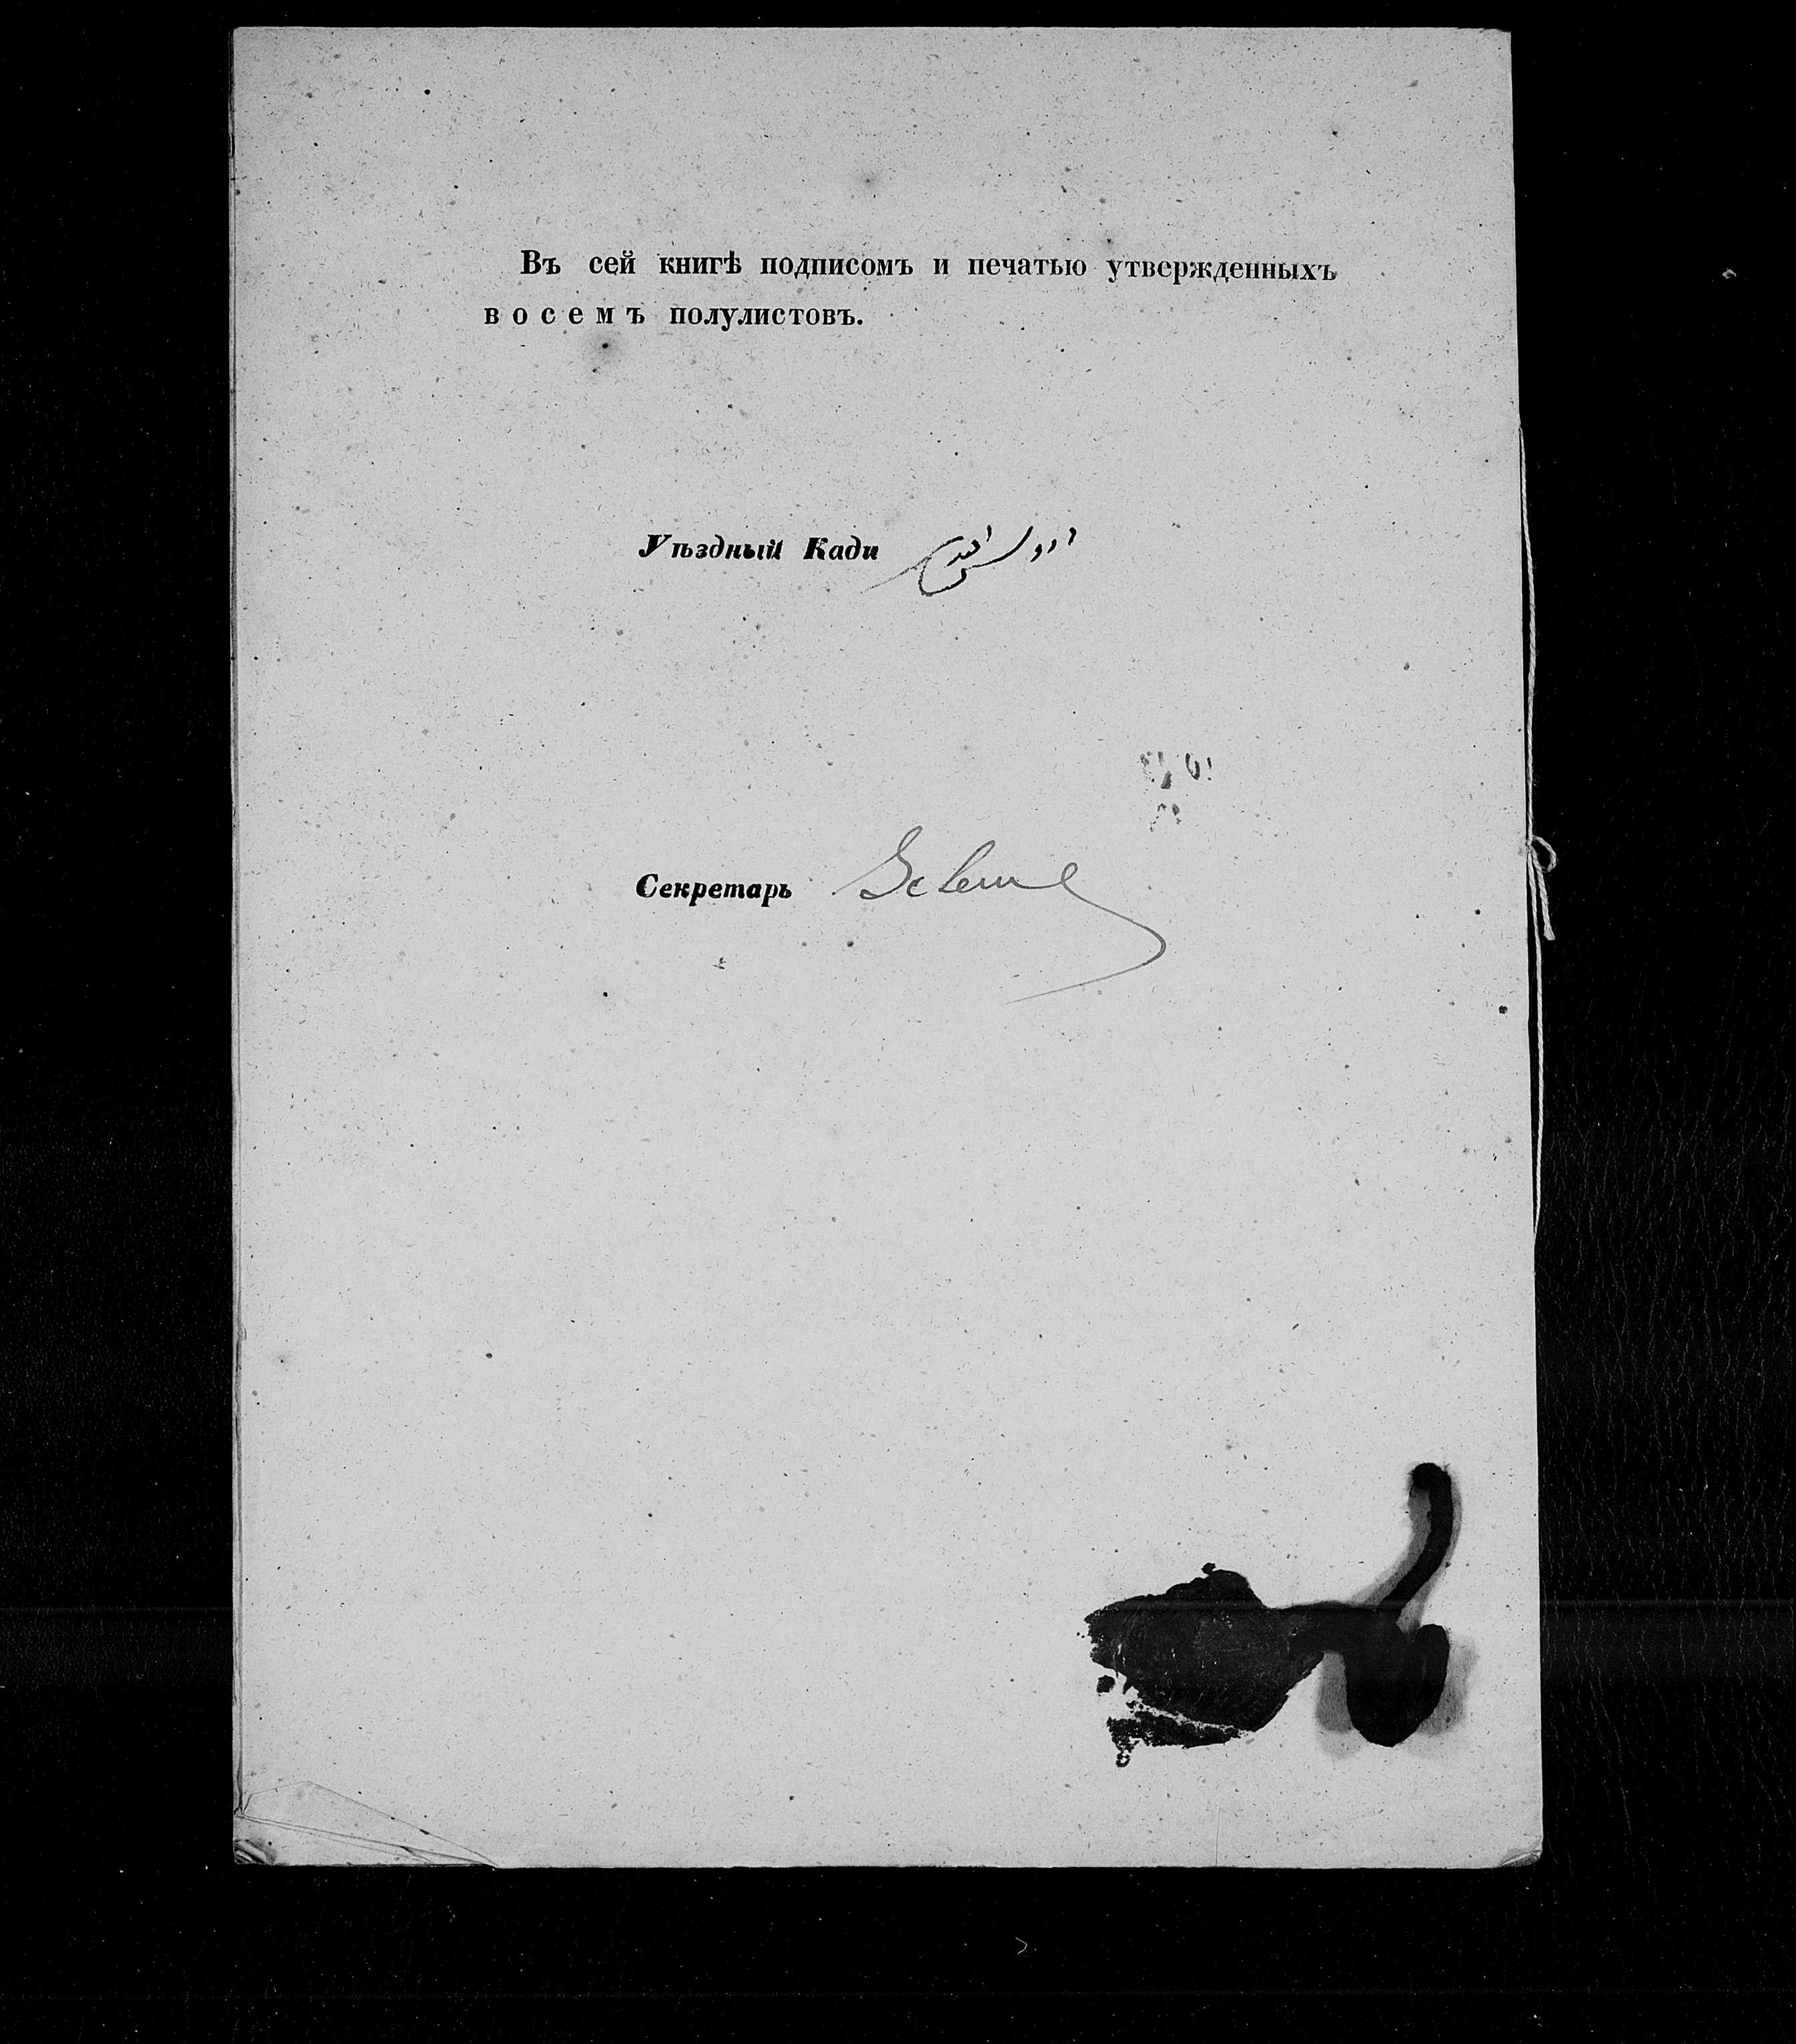 Въ сей книгѣ подписомъ и печатью утвержденныхъ
восемъ полулистовъ.
Уѣздный Кади
Секретарь